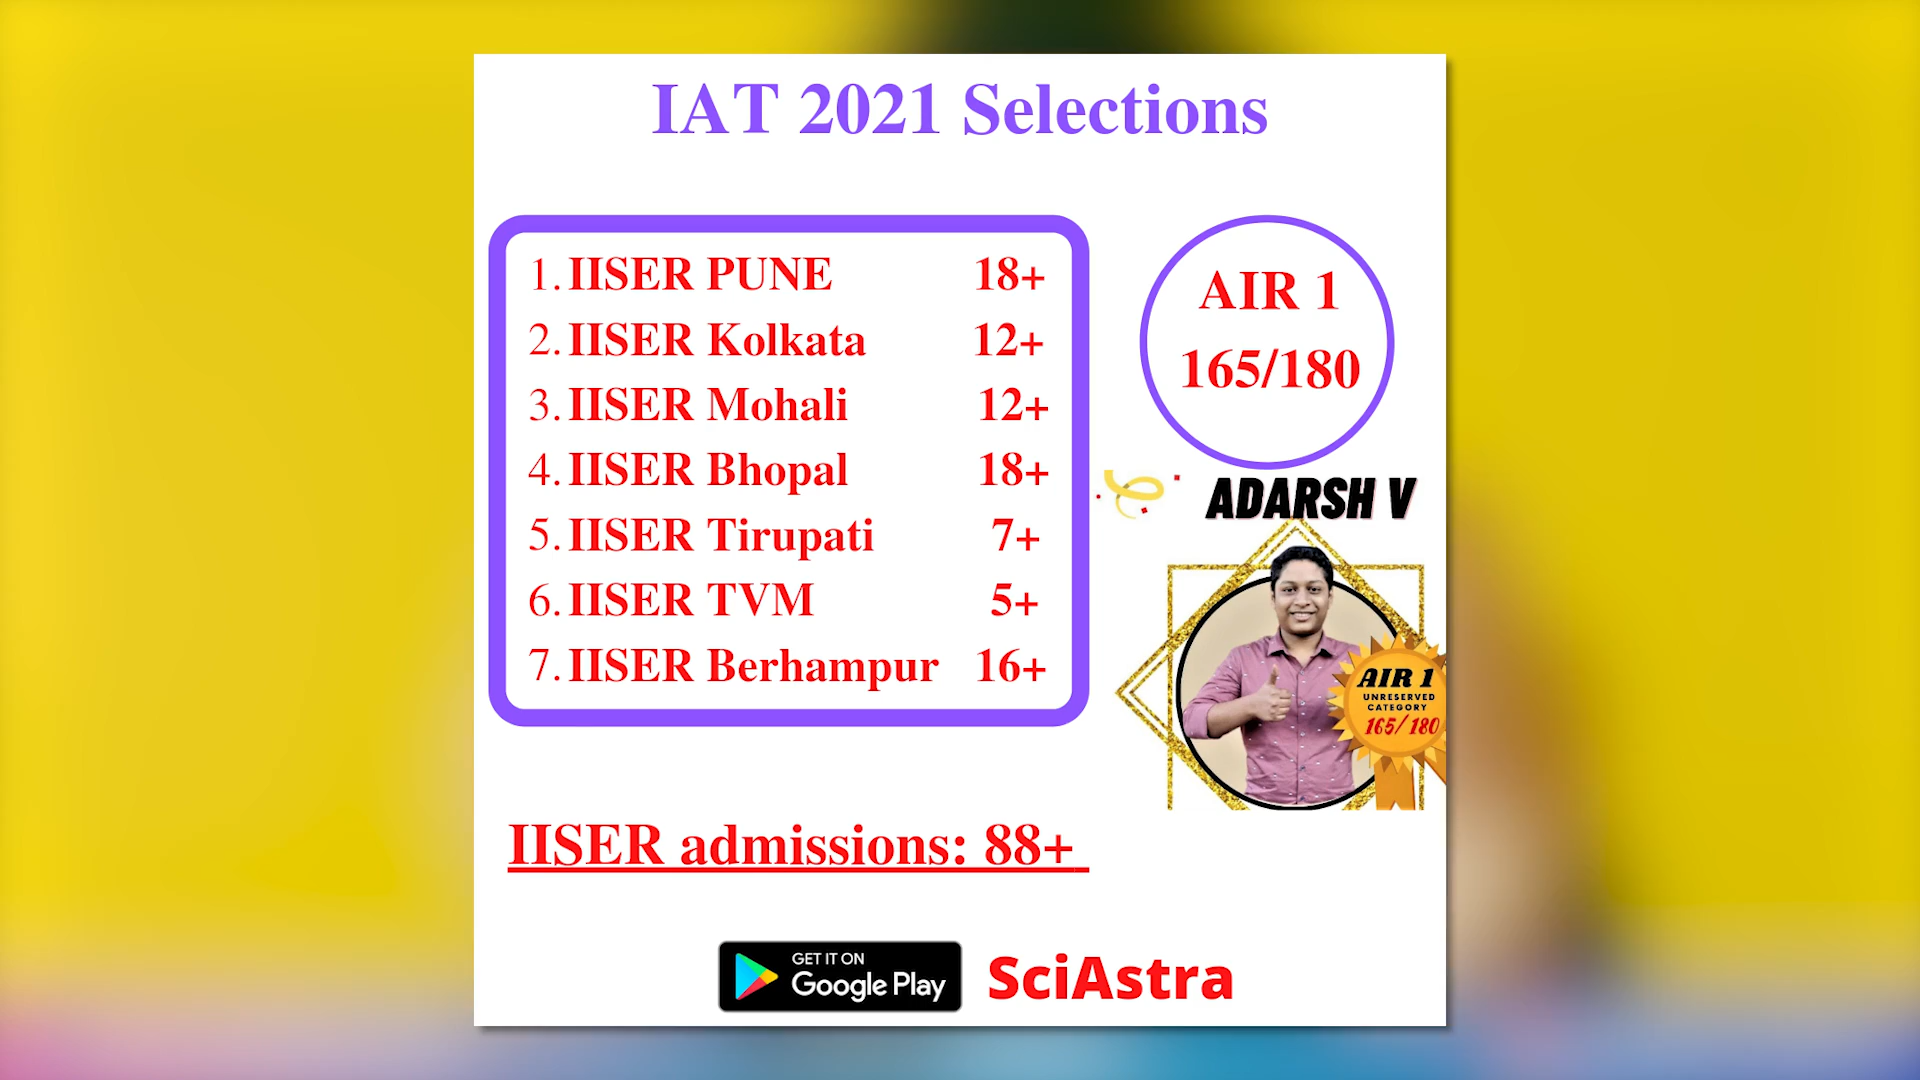 IAT 2021 Selections
1. IISER PUNE 18+
2. IISER Kolkata 12+
3. IISER Mohali 12+
4. IISER Bhopal 18+
5. IISER Tirupati 7+
6. IISER TVM 5+
7. IISER Berhampur 16+
AIR 1
165/180
ADARSH V
AIR 1
UNRESERVED
CATEGORY
165/180
IISER admissions: 88+
GET IT ON
Google Play
SciAstra